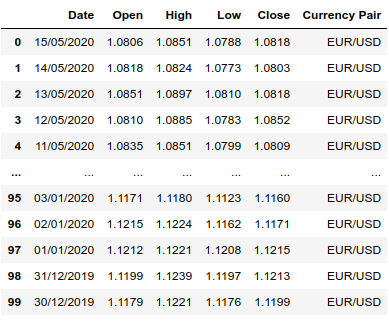 Date Open High Low Close Currency Pair
0 15/05/2020 1.0806 1.0851 1.0788 1.0818 EUR/USD
1 14/05/2020 1.0818 1.0824 1.0773 1.0803 EUR/USD
2 13/05/2020 1.0851 1.0897 1.0810 1.0818 EUR/USD
3 12/05/2020 1.0810 1.0885 1.0783 1.0852 EUR/USD
4 11/05/2020 1.0835 1.0851 1.0799 1.0809 EUR/USD
... ... ... ... ... ... ...
95 03/01/2020 1.1171 1.1180 1.1123 1.1160 EUR/USD
96 02/01/2020 1.1215 1.1224 1.1162 1.1171 EUR/USD
97 01/01/2020 1.1212 1.1221 1.1208 1.1215 EUR/USD
98 31/12/2019 1.1199 1.1239 1.1197 1.1213 EUR/USD
99 30/12/2019 1.1179 1.1221 1.1176 1.1199 EUR/USD